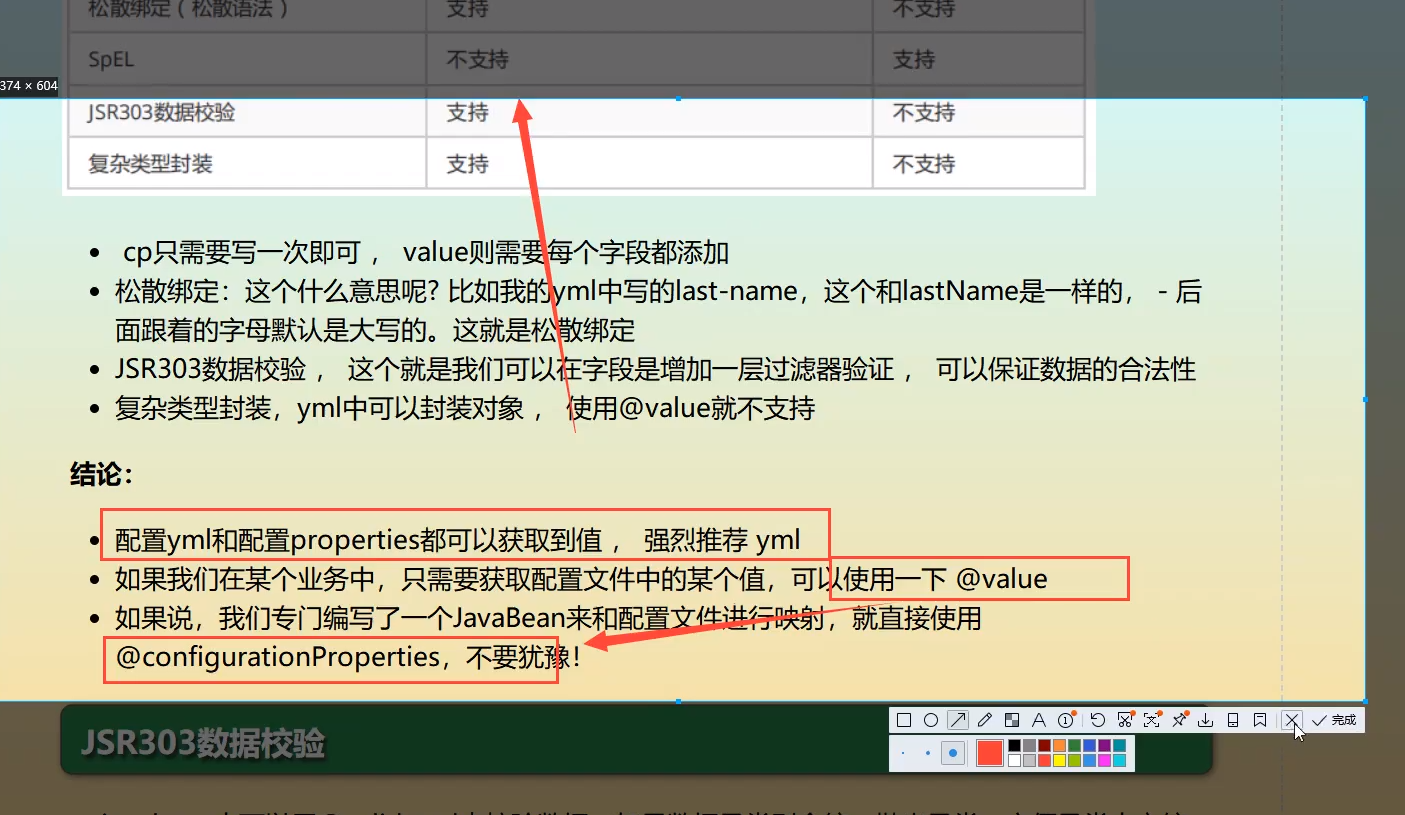 松散绑定（松散语法） 支持 不支持
SpEL 不支持 支持
374 × 604
JSR303数据校验 支持 不支持
复杂类型封装 支持 不支持
cp只需要写一次即可 ， value则需要每个字段都添加
松散绑定：这个什么意思呢? 比如我的yml中写的last-name，这个和lastName是一样的， - 后
面跟着的字母默认是大写的。这就是松散绑定
JSR303数据校验 ， 这个就是我们可以在字段是增加一层过滤器验证 ， 可以保证数据的合法性
复杂类型封装，yml中可以封装对象 ， 使用@value就不支持
结论：
配置yml和配置properties都可以获取到值 ， 强烈推荐 yml
如果我们在某个业务中，只需要获取配置文件中的某个值，可以使用一下 @value
如果说，我们专门编写了一个JavaBean来和配置文件进行映射，就直接使用
@configurationProperties，不要犹豫！
JSR303数据校验
完成